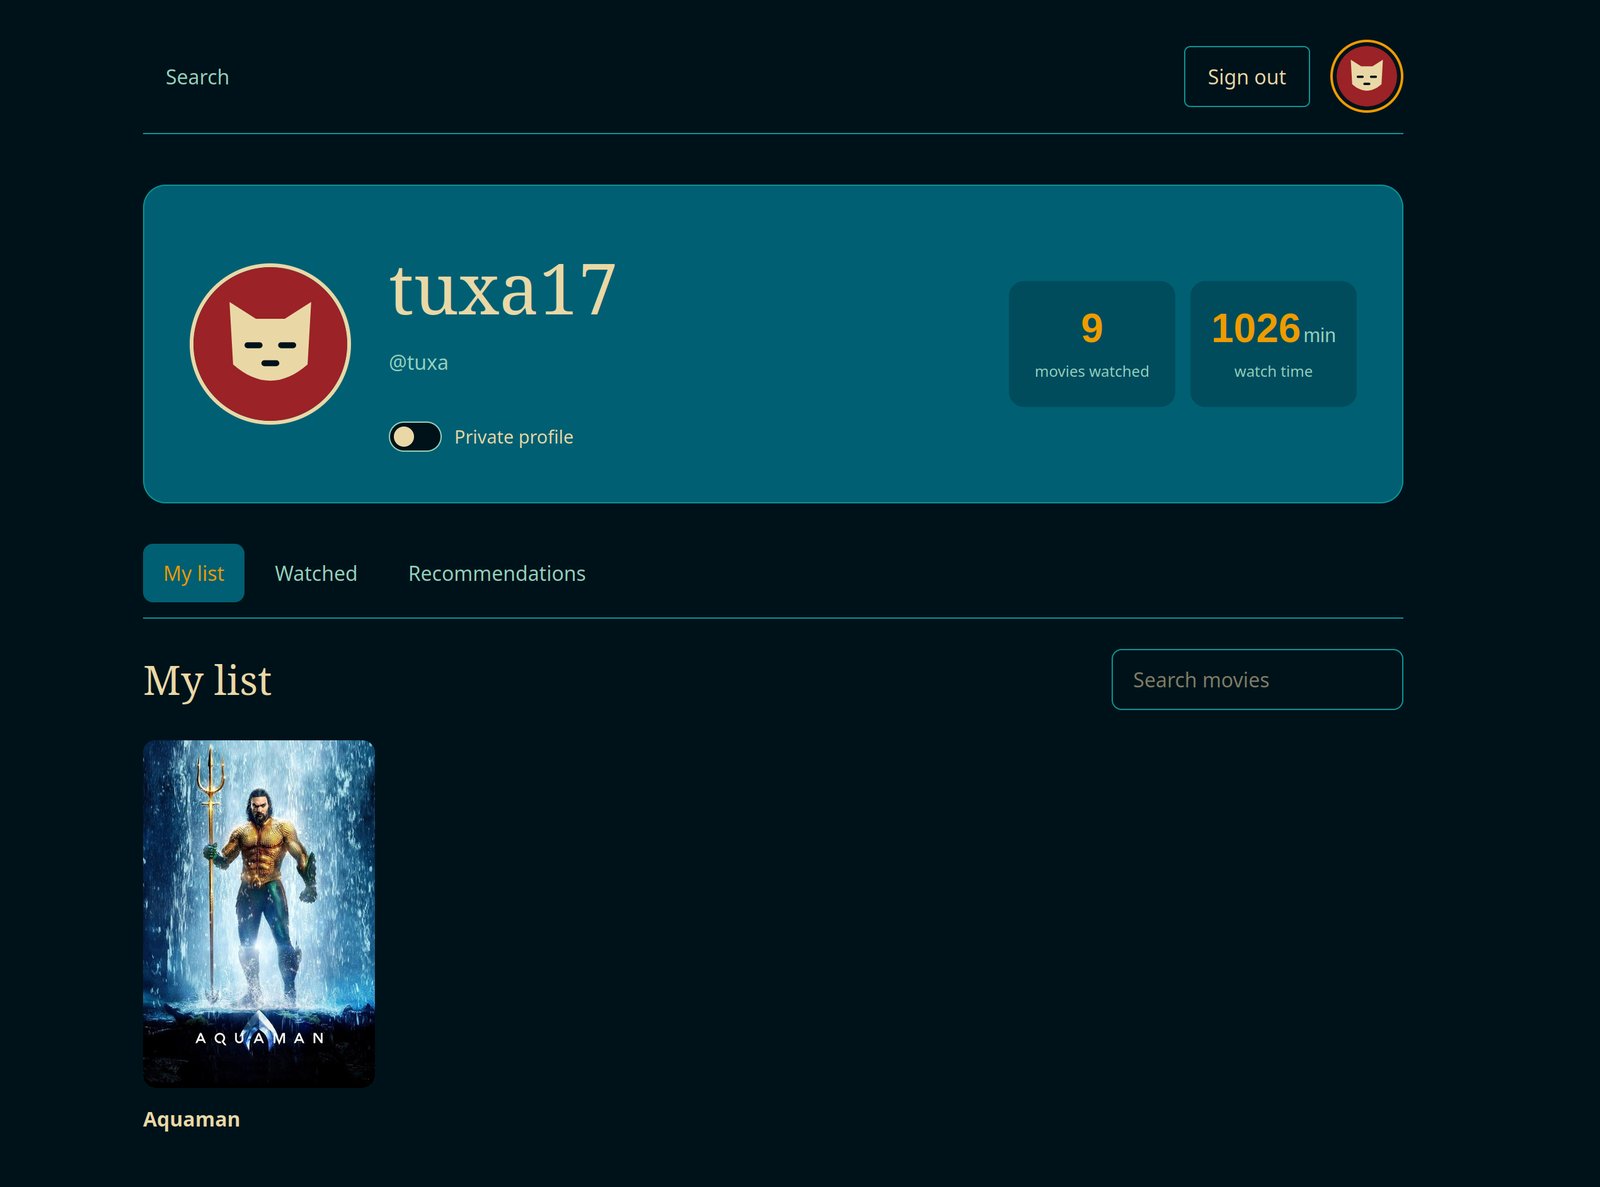 Search
Sign out
tuxa17
@tuxa
Private profile
9
movies watched
1026 min
watch time
My list
Watched
Recommendations
My list
Search movies
AQUAMAN
Aquaman